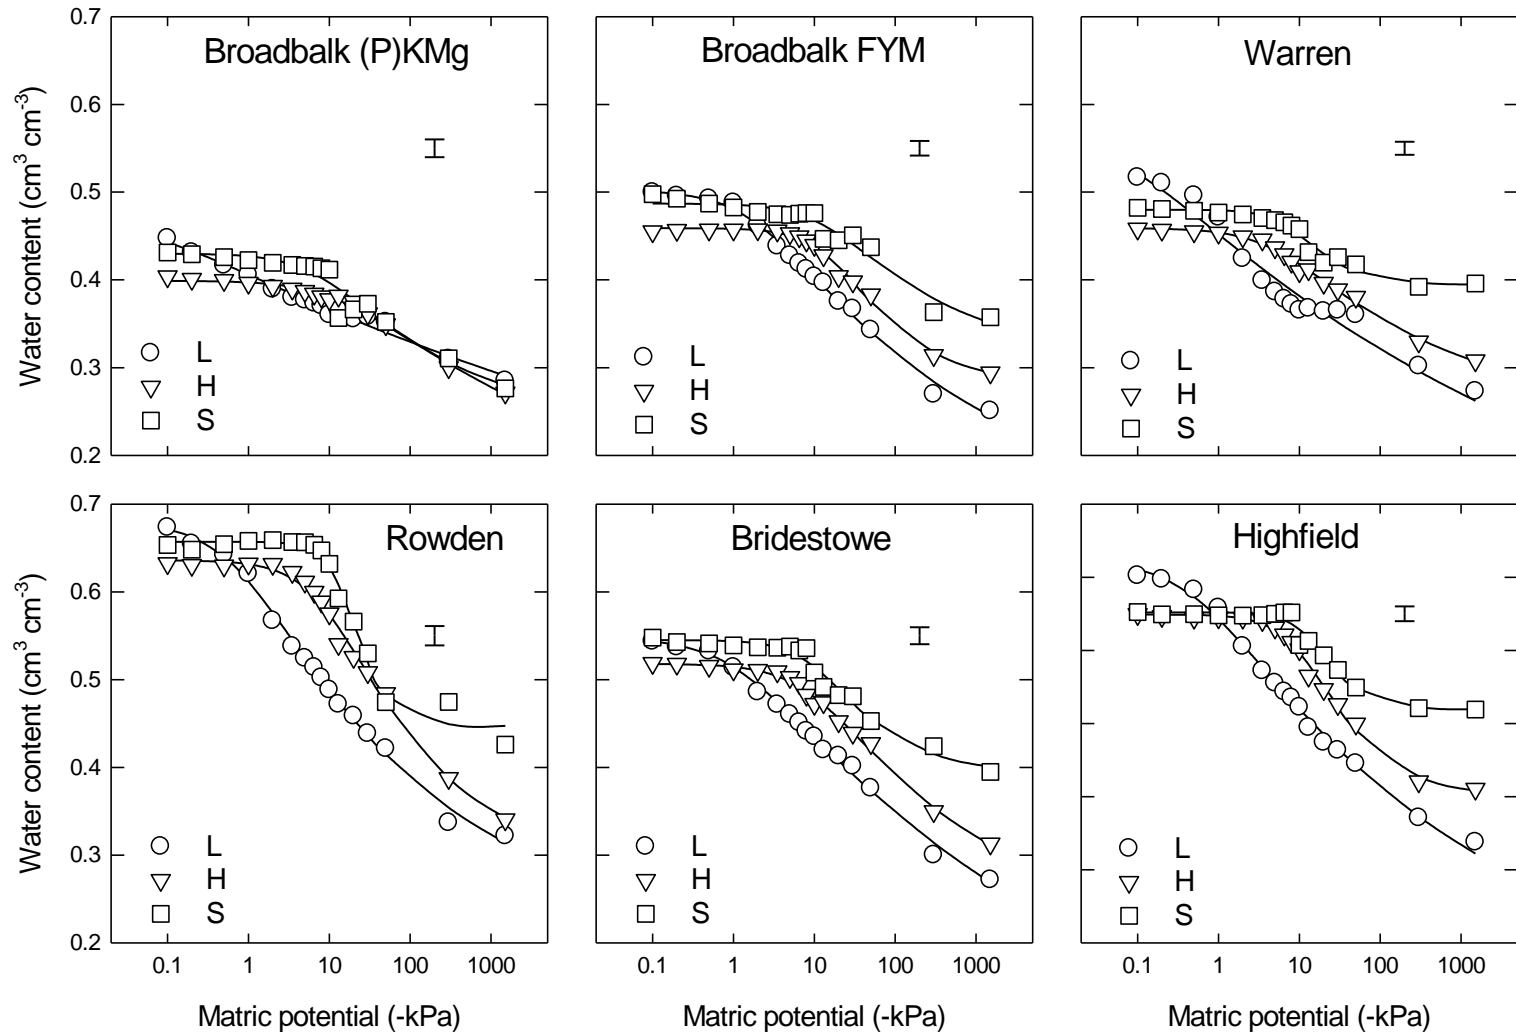 0.7
Broadbalk (P)KMg
Broadbalk FYM
Warren
0.6
0.5
0.4
0.3
0.2
Water content (cm³ cm⁻³)
L
H
S
L
H
S
L
H
S
0.7
Rowden
Bridestowe
Highfield
0.6
0.5
0.4
0.3
0.2
Water content (cm³ cm⁻³)
L
H
S
L
H
S
L
H
S
0.1 1 10 100 1000
0.1 1 10 100 1000
0.1 1 10 100 1000
Matric potential (-kPa)
Matric potential (-kPa)
Matric potential (-kPa)